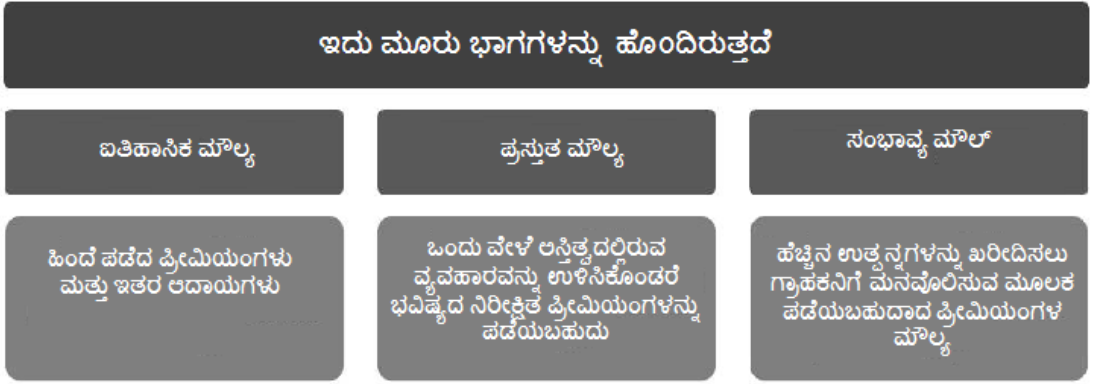 ಇದು ಮೂರು ಭಾಗಗಳನ್ನು ಹೊಂದಿರುತ್ತದೆ
ಐತಿಹಾಸಿಕ ಮೌಲ್ಯ
ಪ್ರಸ್ತುತ ಮೌಲ್ಯ
ಸಂಭಾವ್ಯ ಮೌಲ್
ಹಿಂದೆ ಪಡೆದ ಪ್ರೀಮಿಯಂಗಳು
ಮತ್ತು ಇತರ ಆದಾಯಗಳು
ಒಂದು ವೇಳೆ ಅಸ್ತಿತ್ವದಲ್ಲಿರುವ
ವ್ಯವಹಾರವನ್ನು ಉಳಿಸಿಕೊಂಡರೆ
ಭವಿಷ್ಯದ ನಿರೀಕ್ಷಿತ ಪ್ರೀಮಿಯಂಗಳನ್ನು
ಪಡೆಯಬಹುದು
ಹೆಚ್ಚಿನ ಉತ್ಪನ್ನಗಳನ್ನು ಖರೀದಿಸಲು
ಗ್ರಾಹಕನಿಗೆ ಮನವೊಲಿಸುವ ಮೂಲಕ
ಪಡೆಯಬಹುದಾದ ಪ್ರೀಮಿಯಂಗಳ
ಮೌಲ್ಯ